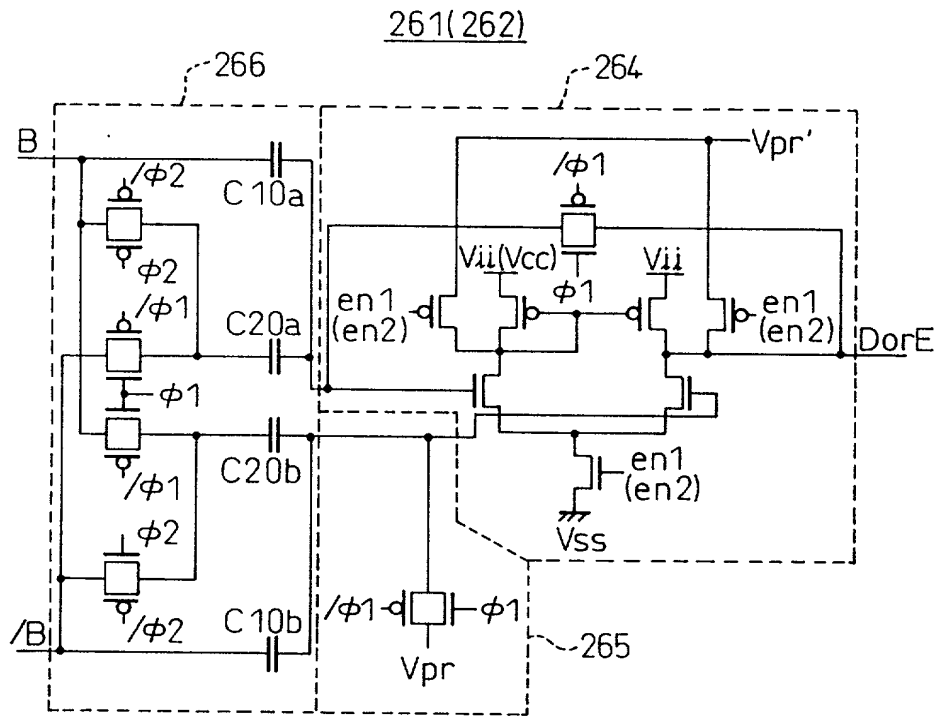 261(262)
266
264
B
/ϕ2
C10a
Vpr'
/ϕ1
ϕ2
Vii(Vcc)
Vii
ϕ1
/ϕ1
C20a
en1
(en2)
en1
(en2)
DorE
ϕ1
C20b
/ϕ1
en1
(en2)
ϕ2
Vss
/ϕ2
C10b
/ϕ1
ϕ1
/B
Vpr
265